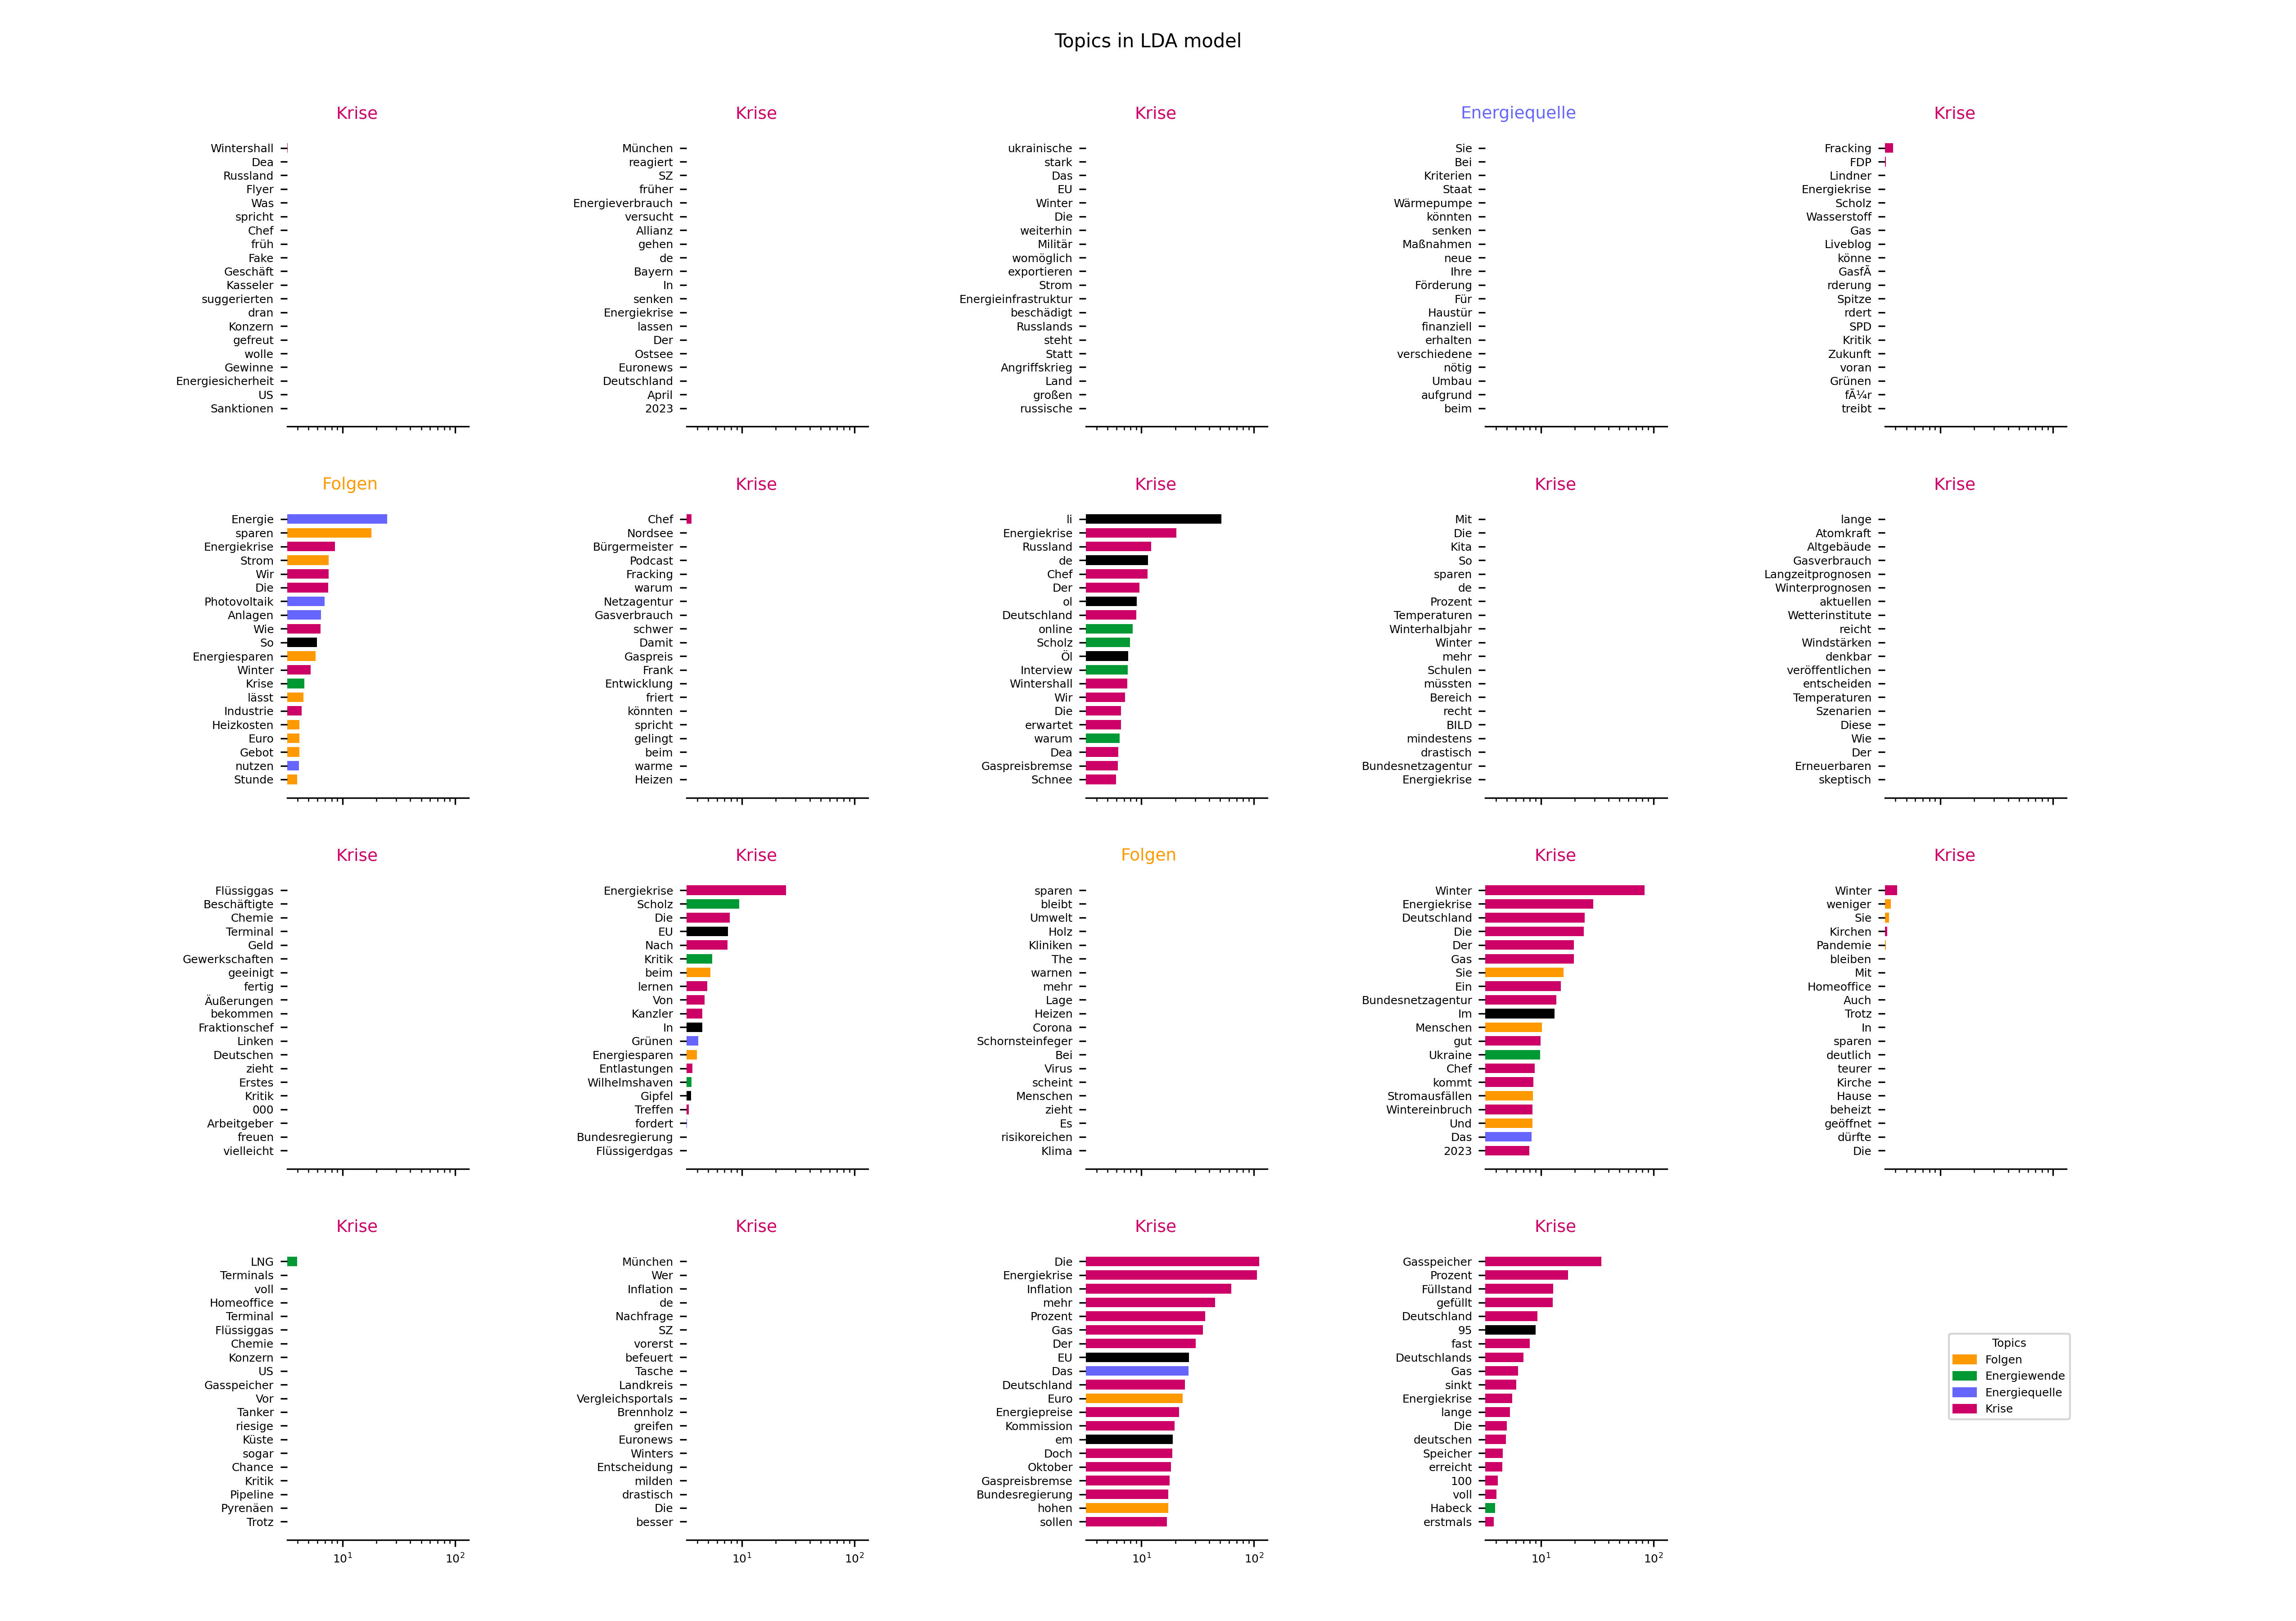 Topics in LDA model
Krise
Wintershall
Dea
Russland
Flyer
Was
spricht
Chef
früh
Fake
Geschäft
Kasseler
suggerierten
dran
Konzern
gefreut
wolle
Gewinne
Energiesicherheit
US
Sanktionen
Krise
München
reagiert
SZ
früher
Energieverbrauch
versucht
Allianz
gehen
de
Bayern
In
senken
Energiekrise
lassen
Der
Ostsee
Euronews
Deutschland
April
2023
Krise
ukrainische
stark
Das
EU
Winter
Die
weiterhin
Militär
womöglich
exportieren
Strom
Energieinfrastruktur
beschädigt
Russlands
steht
Statt
Angriffskrieg
Land
großen
russische
Energiequelle
Sie
Bei
Kriterien
Staat
Wärmepumpe
könnten
senken
Maßnahmen
neue
Ihre
Förderung
Für
Haustür
finanziell
erhalten
verschiedene
nötig
Umbau
aufgrund
beim
Krise
Fracking
FDP
Lindner
Energiekrise
Scholz
Wasserstoff
Gas
Liveblog
könne
GasfÃ
rderung
Spitze
rdert
SPD
Kritik
Zukunft
voran
Grünen
fÃ¼r
treibt
Folgen
Energie
sparen
Energiekrise
Strom
Wir
Die
Photovoltaik
Anlagen
Wie
So
Energiesparen
Winter
Krise
lässt
Industrie
Heizkosten
Euro
Gebot
nutzen
Stunde
Krise
Chef
Nordsee
Bürgermeister
Podcast
Fracking
warum
Netzagentur
Gasverbrauch
schwer
Damit
Gaspreis
Frank
Entwicklung
friert
könnten
spricht
gelingt
beim
warme
Heizen
Krise
li
Energiekrise
Russland
de
Chef
Der
ol
Deutschland
online
Scholz
Öl
Interview
Wintershall
Wir
Die
erwartet
warum
Dea
Gaspreisbremse
Schnee
Krise
Mit
Die
Kita
So
sparen
de
Prozent
Temperaturen
Winterhalbjahr
Winter
mehr
Schulen
müssten
Bereich
recht
BILD
mindestens
drastisch
Bundesnetzagentur
Energiekrise
Krise
lange
Atomkraft
Altgebäude
Gasverbrauch
Langzeitprognosen
Winterprognosen
aktuellen
Wetterinstitute
reicht
Windstärken
denkbar
veröffentlichen
entscheiden
Temperaturen
Szenarien
Diese
Wie
Der
Erneuerbaren
skeptisch
Krise
Flüssiggas
Beschäftigte
Chemie
Terminal
Geld
Gewerkschaften
geeinigt
fertig
Äußerungen
bekommen
Fraktionschef
Linken
Deutschen
zieht
Erstes
Kritik
000
Arbeitgeber
freuen
vielleicht
Krise
Energiekrise
Scholz
Die
EU
Nach
Kritik
beim
lernen
Von
Kanzler
In
Grünen
Energiesparen
Entlastungen
Wilhelmshaven
Gipfel
Treffen
fordert
Bundesregierung
Flüssigerdgas
Folgen
sparen
bleibt
Umwelt
Holz
Kliniken
The
warnen
mehr
Lage
Heizen
Corona
Schornsteinfeger
Bei
Virus
scheint
Menschen
zieht
Es
risikoreichen
Klima
Krise
Winter
Energiekrise
Deutschland
Die
Der
Gas
Sie
Ein
Bundesnetzagentur
Im
Menschen
gut
Ukraine
Chef
kommt
Stromausfällen
Wintereinbruch
Und
Das
2023
Krise
Winter
weniger
Sie
Kirchen
Pandemie
bleiben
Mit
Homeoffice
Auch
Trotz
In
sparen
deutlich
teurer
Kirche
Hause
beheizt
geöffnet
dürfte
Die
Krise
LNG
Terminals
voll
Homeoffice
Terminal
Flüssiggas
Chemie
Konzern
US
Gasspeicher
Vor
Tanker
riesige
Küste
sogar
Chance
Kritik
Pipeline
Pyrenäen
Trotz
10¹ 10²
Krise
München
Wer
Inflation
de
Nachfrage
SZ
vorerst
befeuert
Tasche
Landkreis
Vergleichsportals
Brennholz
greifen
Euronews
Winters
Entscheidung
milden
drastisch
Die
besser
10¹ 10²
Krise
Die
Energiekrise
Inflation
mehr
Prozent
Gas
Der
EU
Das
Deutschland
Euro
Energiepreise
Kommission
em
Doch
Oktober
Gaspreisbremse
Bundesregierung
hohen
sollen
10¹ 10²
Krise
Gasspeicher
Prozent
Füllstand
gefüllt
Deutschland
95
fast
Deutschlands
Gas
sinkt
Energiekrise
lange
Die
deutschen
Speicher
erreicht
100
voll
Habeck
erstmals
10¹ 10²
Topics
Folgen
Energiewende
Energiequelle
Krise